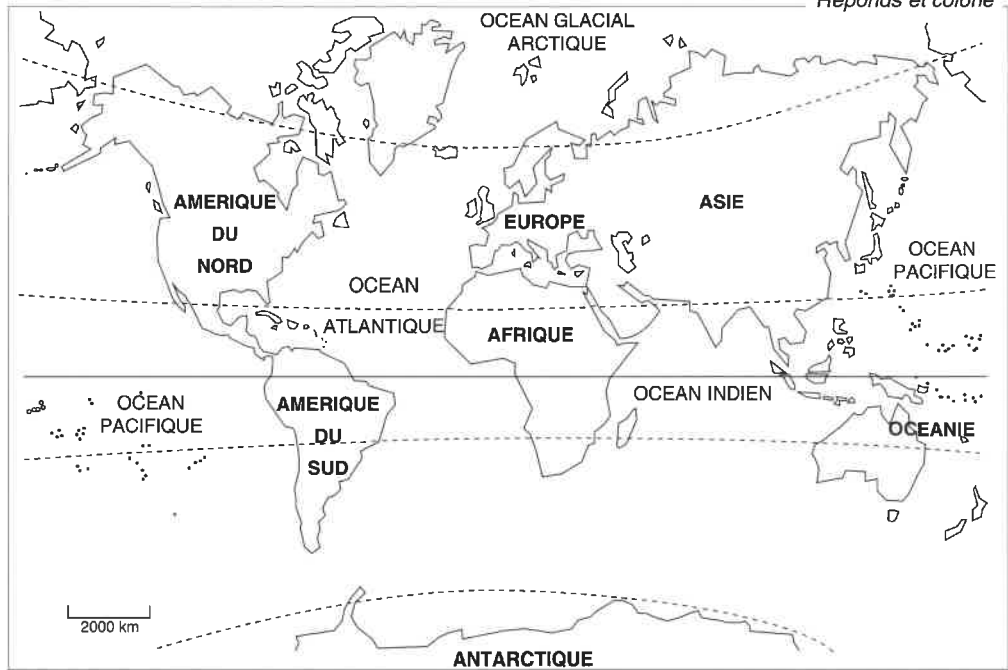 Réponds et colorie
OCEAN GLACIAL
ARCTIQUE
AMERIQUE
DU
NORD
EUROPE
ASIE
OCEAN
PACIFIQUE
OCEAN
ATLANTIQUE
AFRIQUE
OCEAN INDIEN
OCEAN
PACIFIQUE
AMERIQUE
DU
SUD
OCEANIE
2000 km
ANTARCTIQUE